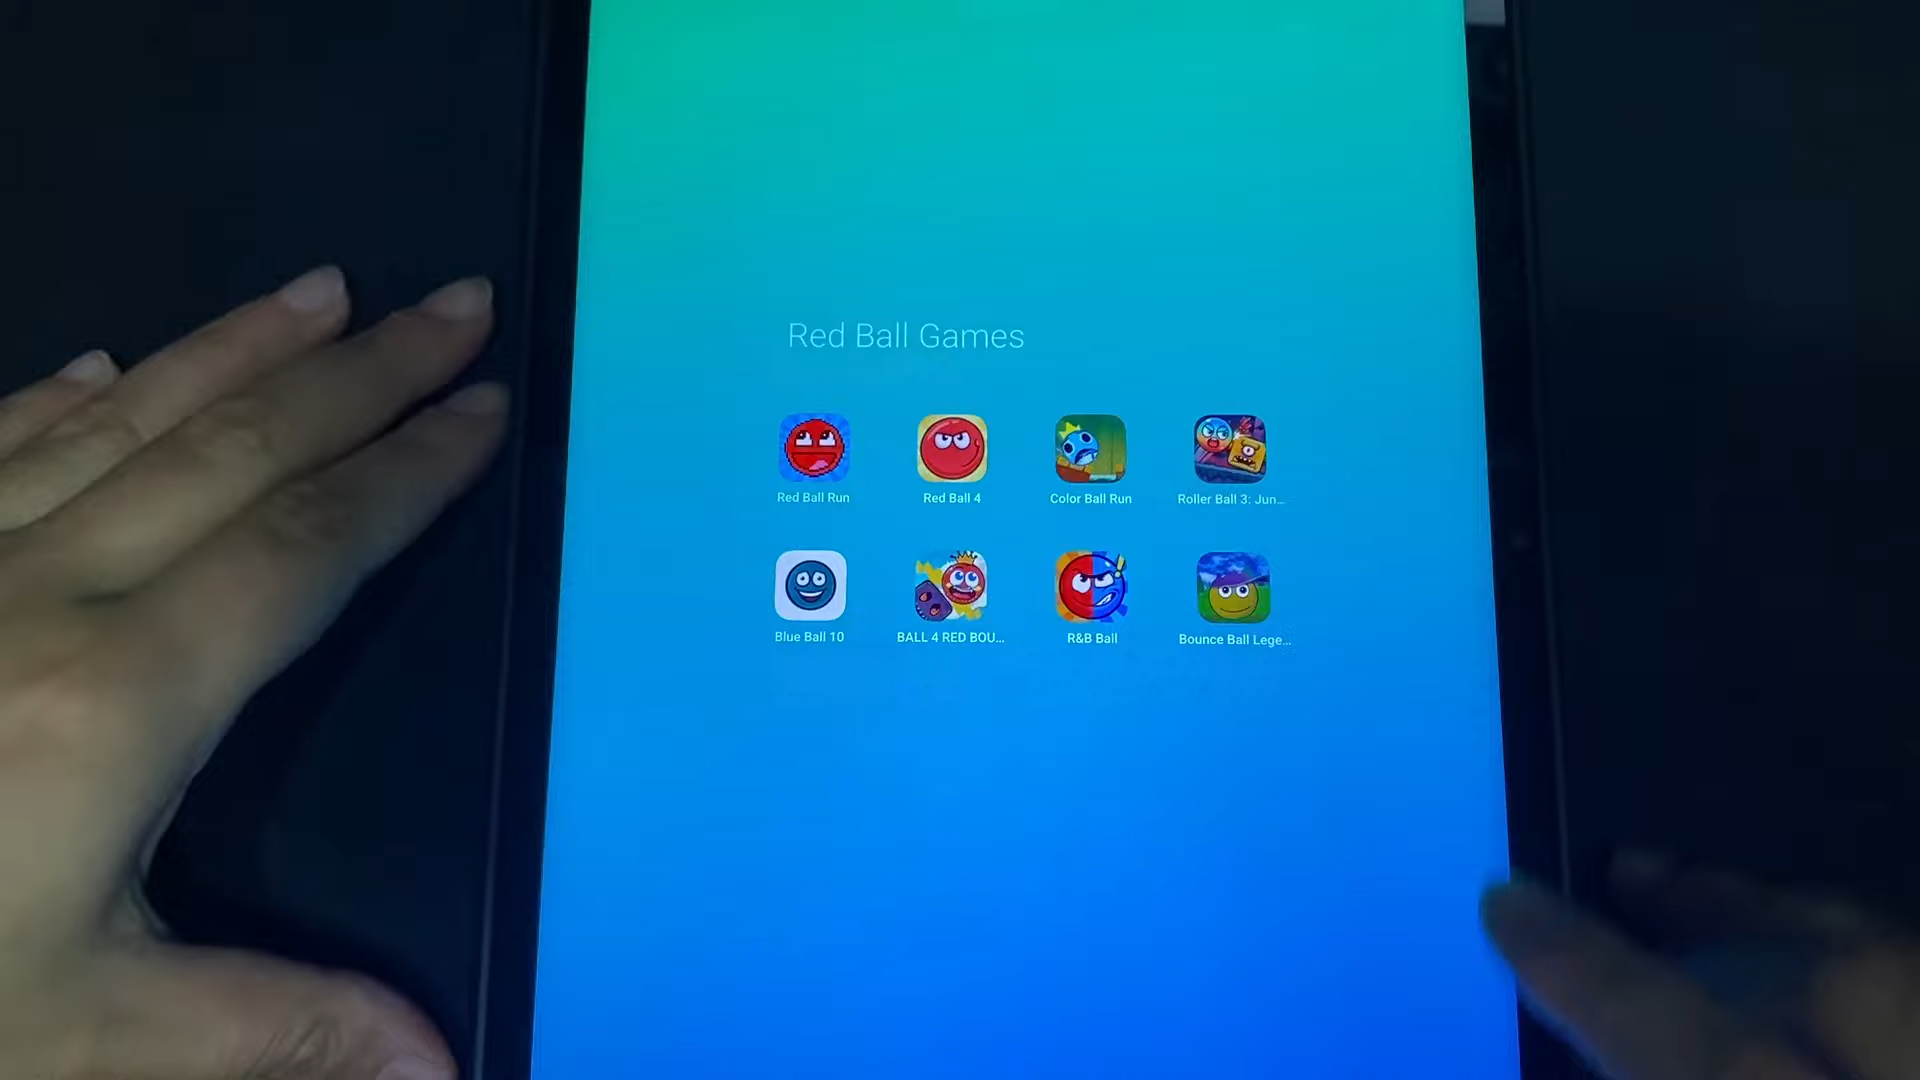 Red Ball Games
Red Ball Run
Red Ball 4
Color Ball Run
Roller Ball 3: Jun...
Blue Ball 10
BALL 4 RED BOU...
R&B Ball
Bounce Ball Lege...